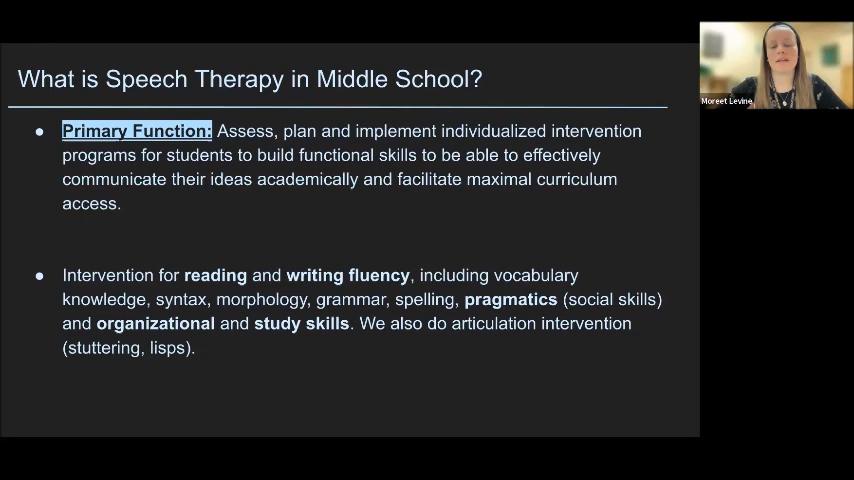 What is Speech Therapy in Middle School?
● Primary Function: Assess, plan and implement individualized intervention
programs for students to build functional skills to be able to effectively
communicate their ideas academically and facilitate maximal curriculum
access.
● Intervention for reading and writing fluency, including vocabulary
knowledge, syntax, morphology, grammar, spelling, pragmatics (social skills)
and organizational and study skills. We also do articulation intervention
(stuttering, lisps).
Moreet Levine